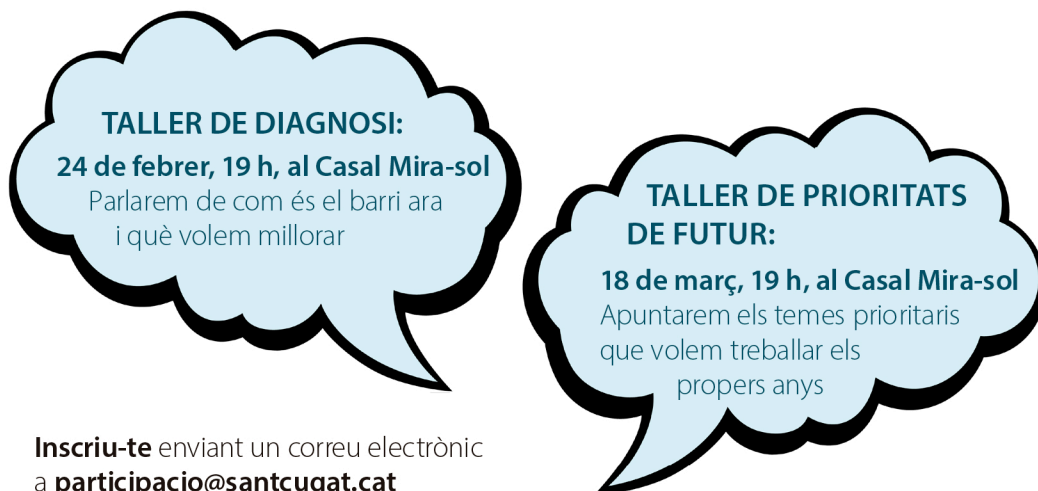 TALLER DE DIAGNOSI:
24 de febrer, 19 h, al Casal Mira-sol
Parlarem de com és el barri ara
i què volem millorar
TALLER DE PRIORITATS
DE FUTUR:
18 de març, 19 h, al Casal Mira-sol
Apuntarem els temes prioritaris
que volem treballar els
propers anys
Inscriu-te enviant un correu electrònic
a participacio@santcugat.cat